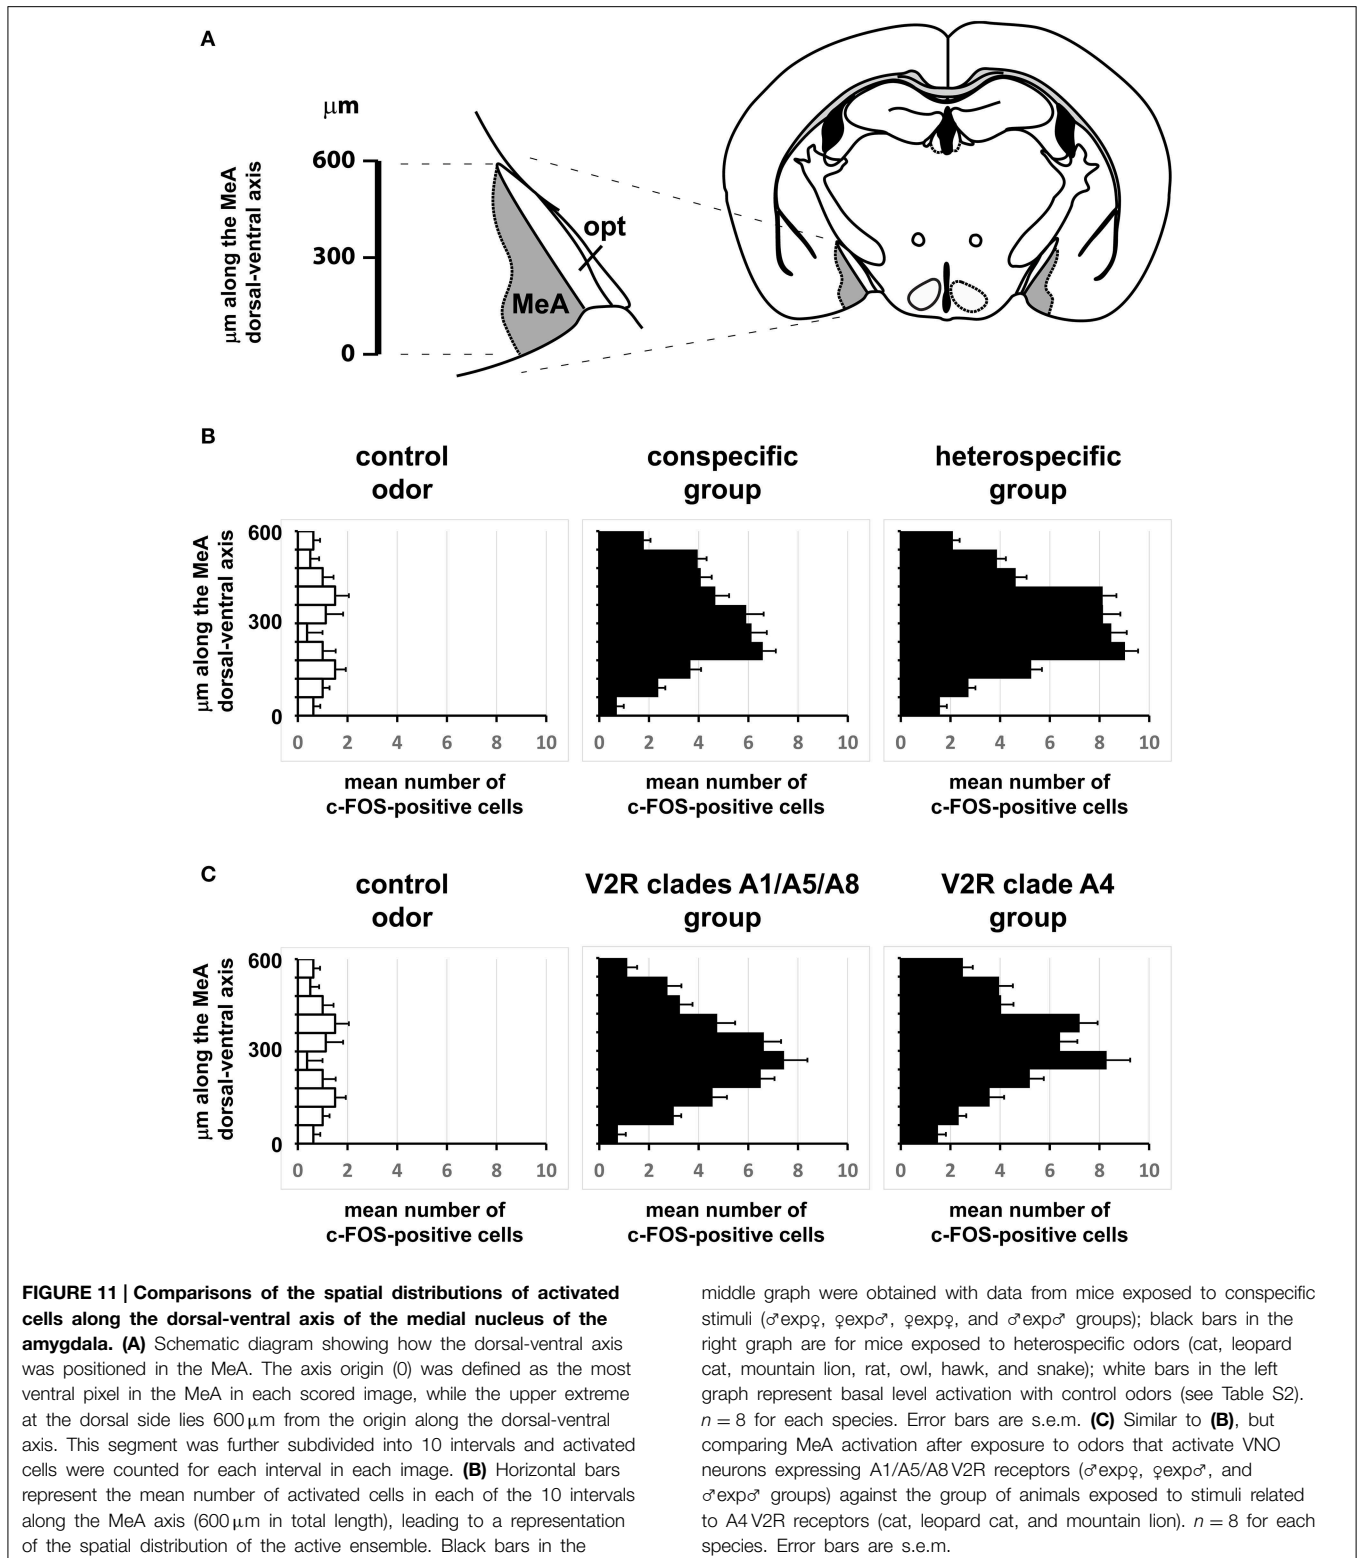 A
μm
600
300
0
μm along the MeA
dorsal-ventral axis
opt
MeA
B
control
odor
conspecific
group
heterospecific
group
μm along the MeA
dorsal-ventral axis
600
300
0
0 2 4 6 8 10
0 2 4 6 8 10
0 2 4 6 8 10
mean number of
c-FOS-positive cells
mean number of
c-FOS-positive cells
mean number of
c-FOS-positive cells
C
control
odor
V2R clades A1/A5/A8
group
V2R clade A4
group
μm along the MeA
dorsal-ventral axis
600
300
0
0 2 4 6 8 10
0 2 4 6 8 10
0 2 4 6 8 10
mean number of
c-FOS-positive cells
mean number of
c-FOS-positive cells
mean number of
c-FOS-positive cells
FIGURE 11 | Comparisons of the spatial distributions of activated
cells along the dorsal-ventral axis of the medial nucleus of the
amygdala. (A) Schematic diagram showing how the dorsal-ventral axis
was positioned in the MeA. The axis origin (0) was defined as the most
ventral pixel in the MeA in each scored image, while the upper extreme
at the dorsal side lies 600 μm from the origin along the dorsal-ventral
axis. This segment was further subdivided into 10 intervals and activated
cells were counted for each interval in each image. (B) Horizontal bars
represent the mean number of activated cells in each of the 10 intervals
along the MeA axis (600 μm in total length), leading to a representation
of the spatial distribution of the active ensemble. Black bars in the
middle graph were obtained with data from mice exposed to conspecific
stimuli (♂exp♀, ♀exp♂, ♀exp♀, and ♂exp♂ groups); black bars in the
right graph are for mice exposed to heterospecific odors (cat, leopard
cat, mountain lion, rat, owl, hawk, and snake); white bars in the left
graph represent basal level activation with control odors (see Table S2).
n = 8 for each species. Error bars are s.e.m. (C) Similar to (B), but
comparing MeA activation after exposure to odors that activate VNO
neurons expressing A1/A5/A8 V2R receptors (♂exp♀, ♀exp♂, and
♂exp♂ groups) against the group of animals exposed to stimuli related
to A4 V2R receptors (cat, leopard cat, and mountain lion). n = 8 for each
species. Error bars are s.e.m.